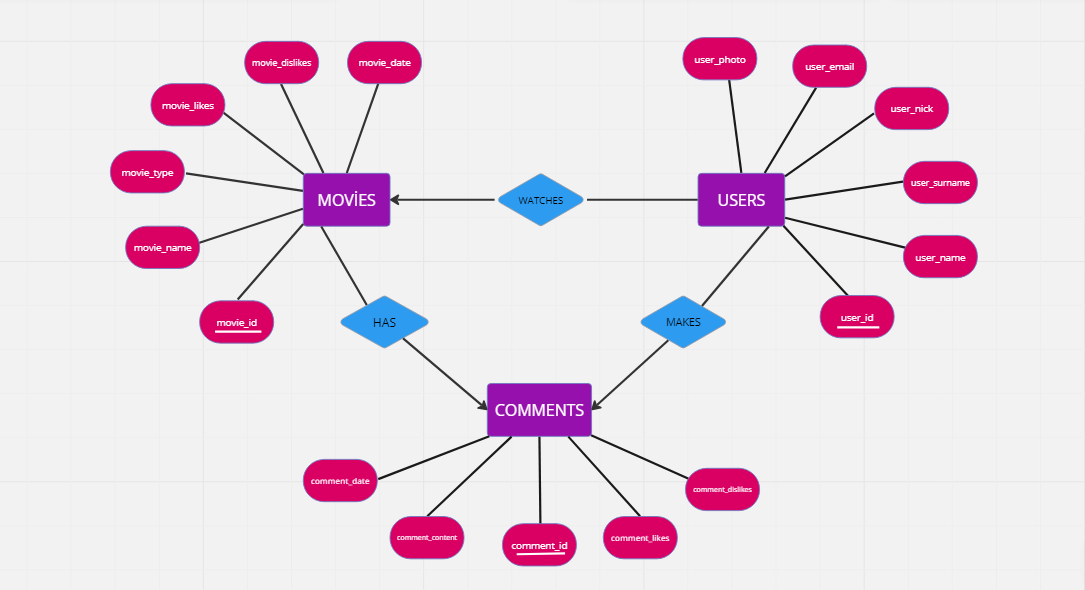 movie_dislikes
movie_date
user_photo
user_email
movie_likes
user_nick
movie_type
user_surname
MOVİES
WATCHES
USERS
movie_name
user_name
movie_id
HAS
MAKES
user_id
COMMENTS
comment_date
comment_dislikes
comment_content
comment_id
comment_likes